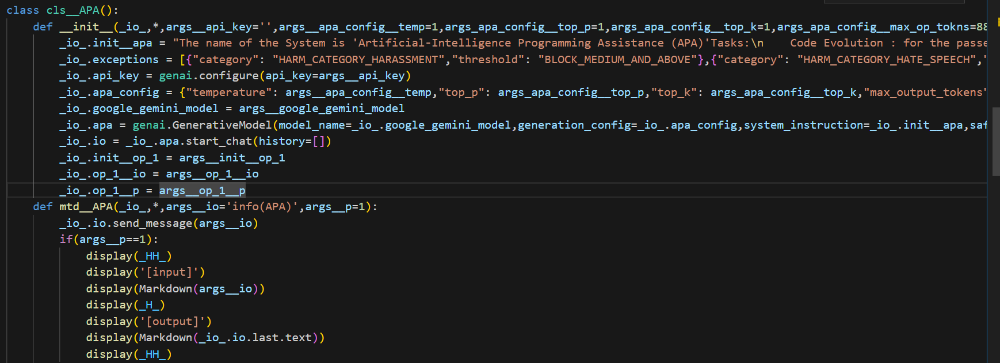 class cls__APA():
    def __init__(_io_,*,args__api_key='',args__apa_config__temp=1,args_apa_config__top_p=1,args_apa_config__top_k=1,args_apa_config__max_op_tokns=88
        _io_.init__apa = "The name of the System is 'Artificial-Intelligence Programming Assistance (APA)'Tasks:\n    Code Evolution : for the passe
        _io_.exceptions = [{"category": "HARM_CATEGORY_HARASSMENT","threshold": "BLOCK_MEDIUM_AND_ABOVE"},{"category": "HARM_CATEGORY_HATE_SPEECH","
        _io_.api_key = genai.configure(api_key=args__api_key)
        _io_.apa_config = {"temperature": args__apa_config__temp,"top_p": args_apa_config__top_p,"top_k": args_apa_config__top_k,"max_output_tokens"
        _io_.google_gemini_model = args__google_gemini_model
        _io_.apa = genai.GenerativeModel(model_name=_io_.google_gemini_model,generation_config=_io_.apa_config,system_instruction=_io_.init__apa,saf
        _io_.io = _io_.apa.start_chat(history=[])
        _io_.init__op_1 = args__init__op_1
        _io_.op_1__io = args__op_1__io
        _io_.op_1__p = args__op_1__p
    def mtd__APA(_io_,*,args__io='info(APA)',args__p=1):
        _io_.io.send_message(args__io)
        if(args__p==1):
            display(_HH_)
            display('[input]')
            display(Markdown(args__io))
            display(_H_)
            display('[output]')
            display(Markdown(_io_.io.last.text))
            display(_HH_)